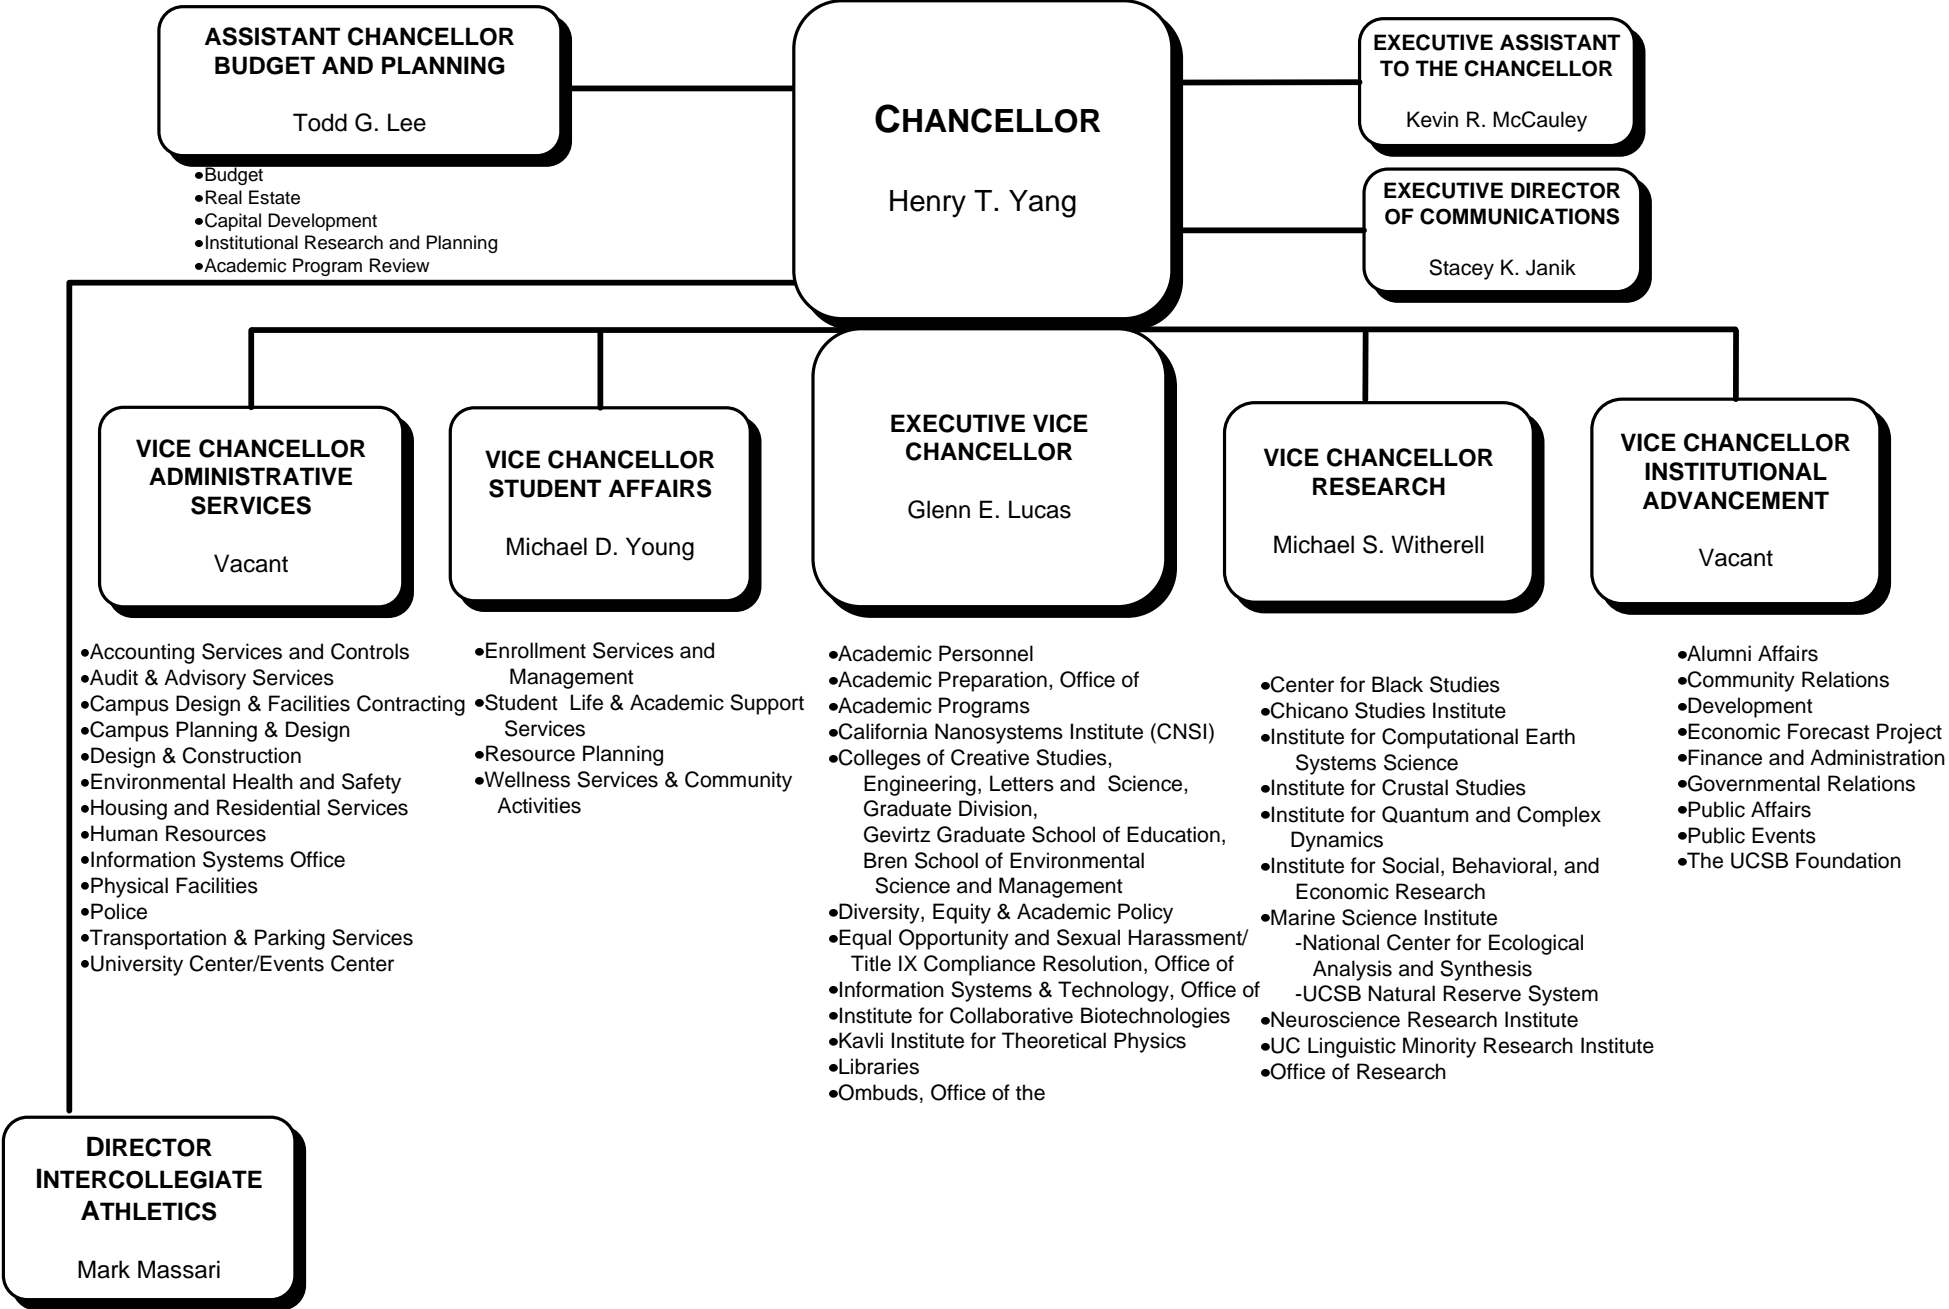 ASSISTANT CHANCELLOR
BUDGET AND PLANNING
Todd G. Lee
•Budget
•Real Estate
•Capital Development
•Institutional Research and Planning
•Academic Program Review
CHANCELLOR
Henry T. Yang
EXECUTIVE ASSISTANT
TO THE CHANCELLOR
Kevin R. McCauley
EXECUTIVE DIRECTOR
OF COMMUNICATIONS
Stacey K. Janik
VICE CHANCELLOR
ADMINISTRATIVE
SERVICES
Vacant
•Accounting Services and Controls
•Audit & Advisory Services
•Campus Design & Facilities Contracting
•Campus Planning & Design
•Design & Construction
•Environmental Health and Safety
•Housing and Residential Services
•Human Resources
•Information Systems Office
•Physical Facilities
•Police
•Transportation & Parking Services
•University Center/Events Center
VICE CHANCELLOR
STUDENT AFFAIRS
Michael D. Young
•Enrollment Services and
Management
•Student Life & Academic Support
Services
•Resource Planning
•Wellness Services & Community
Activities
EXECUTIVE VICE
CHANCELLOR
Glenn E. Lucas
•Academic Personnel
•Academic Preparation, Office of
•Academic Programs
•California Nanosystems Institute (CNSI)
•Colleges of Creative Studies,
Engineering, Letters and Science,
Graduate Division,
Gevirtz Graduate School of Education,
Bren School of Environmental
Science and Management
•Diversity, Equity & Academic Policy
•Equal Opportunity and Sexual Harassment/
Title IX Compliance Resolution, Office of
•Information Systems & Technology, Office of
•Institute for Collaborative Biotechnologies
•Kavli Institute for Theoretical Physics
•Libraries
•Ombuds, Office of the
VICE CHANCELLOR
RESEARCH
Michael S. Witherell
•Center for Black Studies
•Chicano Studies Institute
•Institute for Computational Earth
Systems Science
•Institute for Crustal Studies
•Institute for Quantum and Complex
Dynamics
•Institute for Social, Behavioral, and
Economic Research
•Marine Science Institute
-National Center for Ecological
Analysis and Synthesis
-UCSB Natural Reserve System
•Neuroscience Research Institute
•UC Linguistic Minority Research Institute
•Office of Research
VICE CHANCELLOR
INSTITUTIONAL
ADVANCEMENT
Vacant
•Alumni Affairs
•Community Relations
•Development
•Economic Forecast Project
•Finance and Administration
•Governmental Relations
•Public Affairs
•Public Events
•The UCSB Foundation
DIRECTOR
INTERCOLLEGIATE
ATHLETICS
Mark Massari